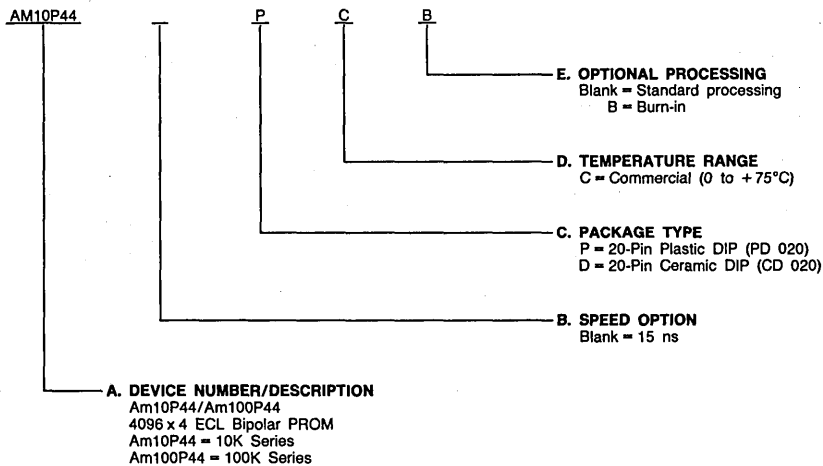 AM10P44 P C B
E. OPTIONAL PROCESSING
Blank = Standard processing
B = Burn-in
D. TEMPERATURE RANGE
C = Commercial (0 to +75°C)
C. PACKAGE TYPE
P = 20-Pin Plastic DIP (PD 020)
D = 20-Pin Ceramic DIP (CD 020)
B. SPEED OPTION
Blank = 15 ns
A. DEVICE NUMBER/DESCRIPTION
Am10P44/Am100P44
4096 x 4 ECL Bipolar PROM
Am10P44 = 10K Series
Am100P44 = 100K Series